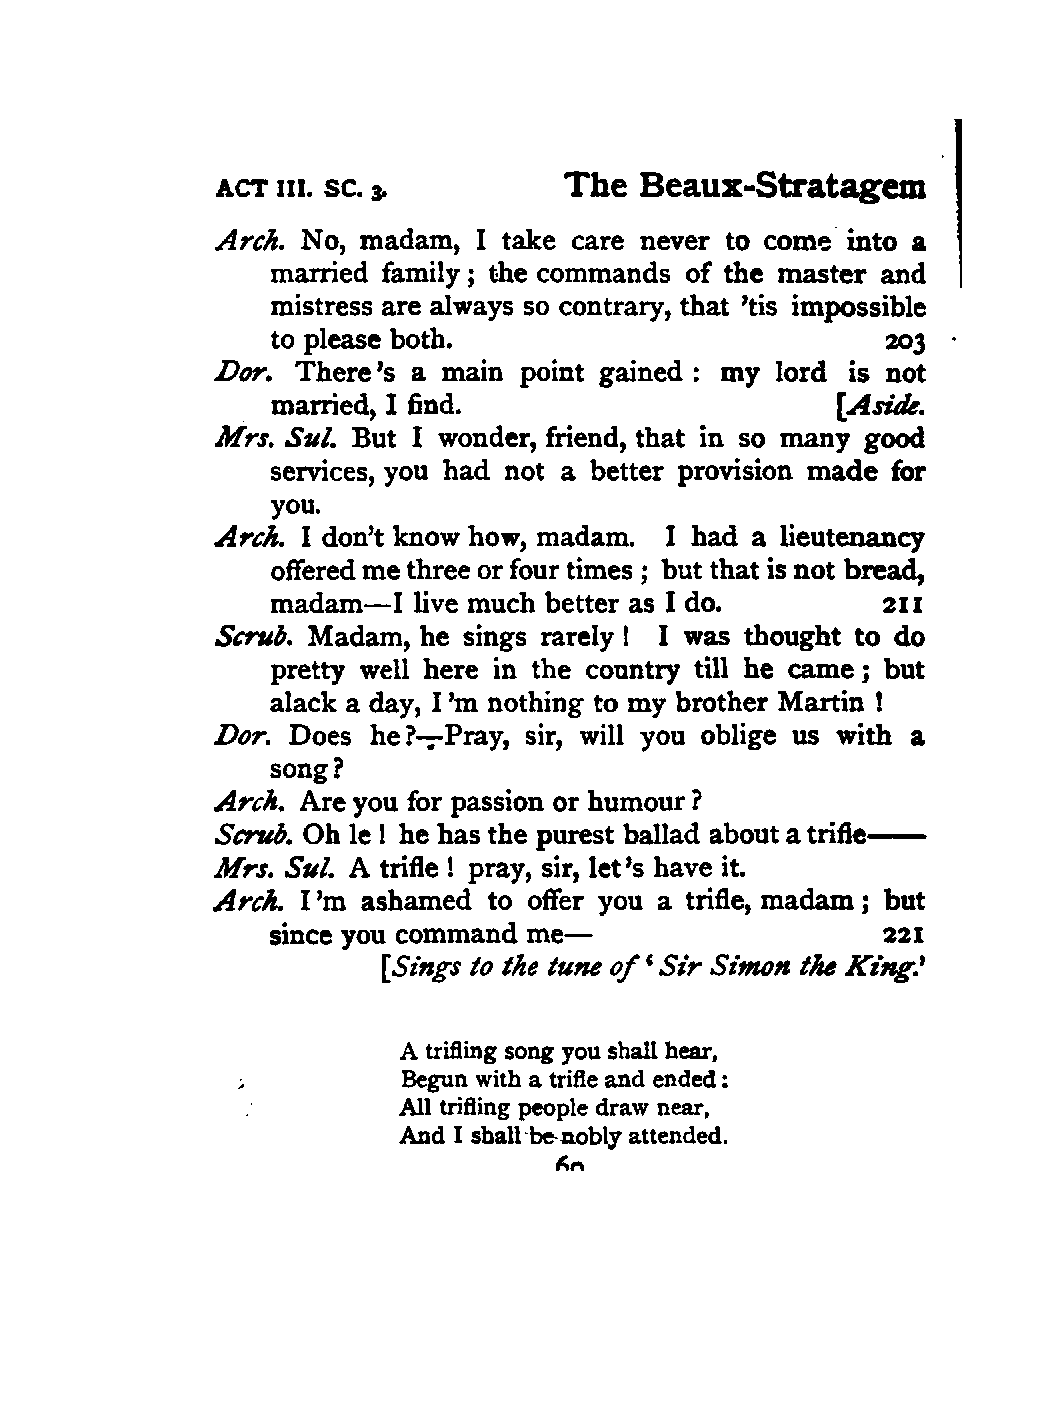 ACT III. SC. 3. The Beaux-Stratagem
Arch. No, madam, I take care never to come into a
married family; the commands of the master and
mistress are always so contrary, that 'tis impossible
to please both. 203
Dor. There's a main point gained: my lord is not
married, I find. [Aside.
Mrs. Sul. But I wonder, friend, that in so many good
services, you had not a better provision made for
you.
Arch. I don't know how, madam. I had a lieutenancy
offered me three or four times; but that is not bread,
madam—I live much better as I do. 211
Scrub. Madam, he sings rarely! I was thought to do
pretty well here in the country till he came; but
alack a day, I'm nothing to my brother Martin!
Dor. Does he?—Pray, sir, will you oblige us with a
song?
Arch. Are you for passion or humour?
Scrub. Oh le! he has the purest ballad about a trifle——
Mrs. Sul. A trifle! pray, sir, let's have it.
Arch. I'm ashamed to offer you a trifle, madam; but
since you command me— 221
[Sings to the tune of 'Sir Simon the King.'
A trifling song you shall hear,
Begun with a trifle and ended:
All trifling people draw near,
And I shall be nobly attended.